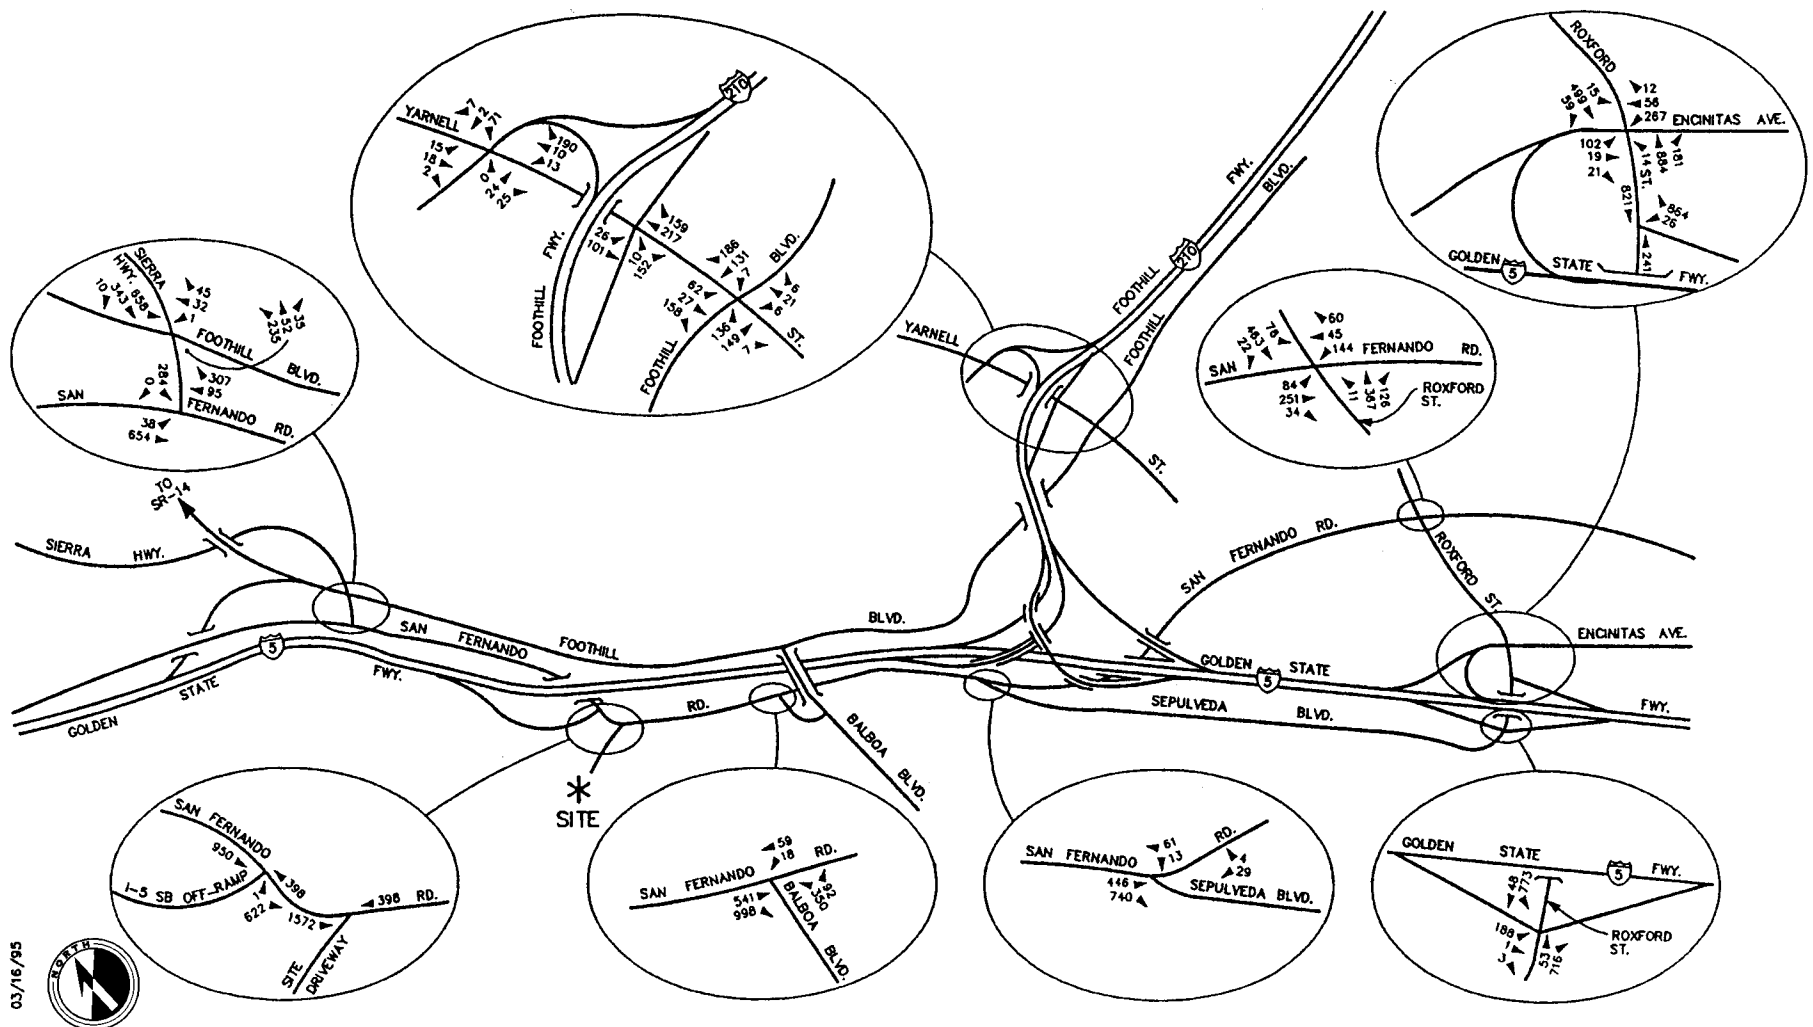 YARNELL
7
2
71
15
18
2
190
10
13
0
24
25
210
FWY.
FOOTHILL
26
101
10
152
159
217
186
131
7
62
27
158
136
149
7
6
21
6
BLVD.
FOOTHILL
ST.
ROXFORD
15
499
59
12
56
267
ENCINITAS AVE.
102
19
21
14
884
181
ST.
821
864
26
241
GOLDEN 5 STATE FWY.
SIERRA
HWY.
858
343
10
45
32
1
35
52
235
FOOTHILL
BLVD.
284
0
307
95
SAN FERNANDO RD.
38
654
FWY.
BLVD.
210
FOOTHILL
FOOTHILL
YARNELL
ST.
78
483
22
60
45
144
SAN FERNANDO RD.
84
251
34
11
367
126
ROXFORD
ST.
TO
SR-14
SIERRA HWY.
SAN FERNANDO RD.
ROXFORD ST.
ENCINITAS AVE.
SAN FERNANDO
FOOTHILL
BLVD.
GOLDEN STATE
5
FWY.
RD.
BALBOA BLVD.
GOLDEN 5 STATE
FWY.
SEPULVEDA BLVD.
*
SITE
SAN FERNANDO
950
I-5 SB OFF-RAMP
1
622
398
1572
398 RD.
SITE
DRIVEWAY
59
18
SAN FERNANDO RD.
541
998
92
350
BALBOA
BLVD.
61
13
RD.
SAN FERNANDO
446
740
4
29
SEPULVEDA BLVD.
GOLDEN STATE 5 FWY.
48
773
188
1
3
53
716
ROXFORD
ST.
NORTH
03/16/95